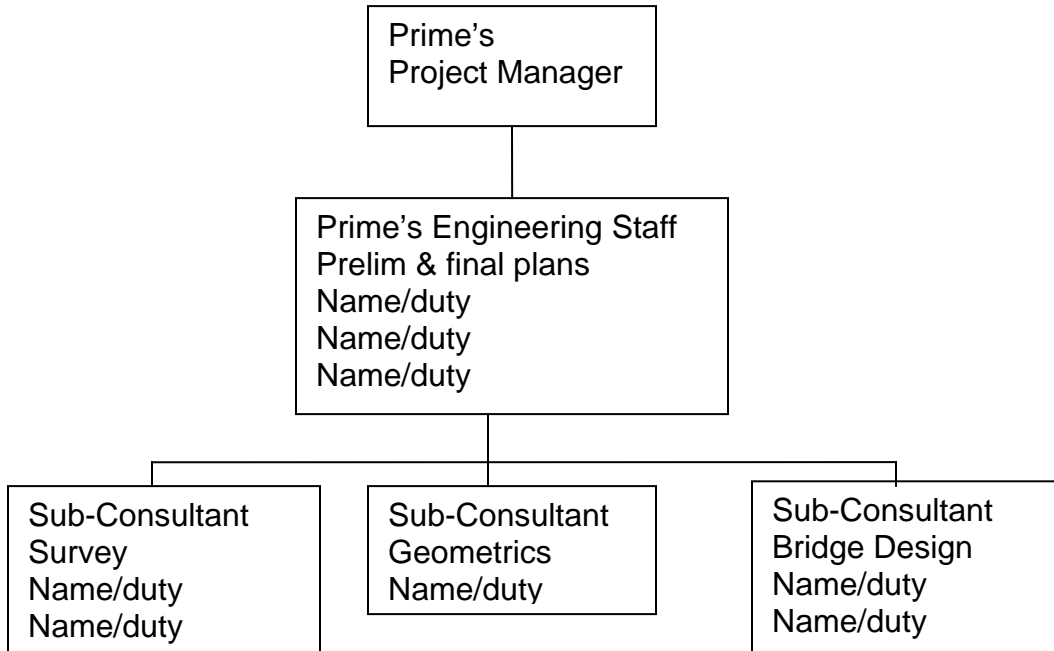 Prime’s
Project Manager
Prime’s Engineering Staff
Prelim & final plans
Name/duty
Name/duty
Name/duty
Sub-Consultant
Survey
Name/duty
Name/duty
Sub-Consultant
Geometrics
Name/duty
Sub-Consultant
Bridge Design
Name/duty
Name/duty